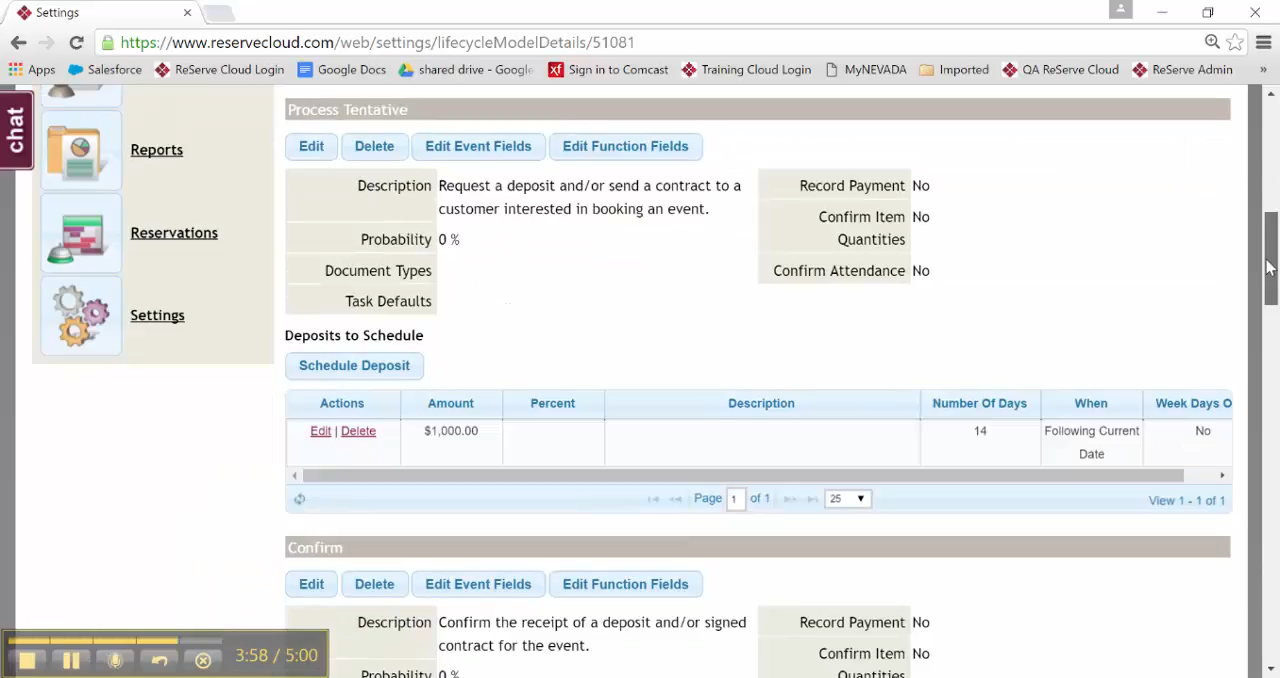 Settings
https://www.reservecloud.com/web/settings/lifecycleModelDetails/51081
Apps Salesforce ReServe Cloud Login Google Docs shared drive - Google Sign in to Comcast Training Cloud Login MyNEVADA Imported QA ReServe Cloud ReServe Admin »
chat
Reports
Reservations
Settings
Process Tentative
Edit Delete Edit Event Fields Edit Function Fields
Description Request a deposit and/or send a contract to a Record Payment No
customer interested in booking an event. Confirm Item No
Quantities
Probability 0 %
Document Types Confirm Attendance No
Task Defaults
Deposits to Schedule
Schedule Deposit
Actions Amount Percent Description Number Of Days When Week Days O
Edit | Delete $1,000.00 14 Following Current No
Date
Page 1 of 1 25 View 1 - 1 of 1
Confirm
Edit Delete Edit Event Fields Edit Function Fields
Description Confirm the receipt of a deposit and/or signed Record Payment No
contract for the event. Confirm Item No
Probability 0 % Quantities
3:58 / 5:00